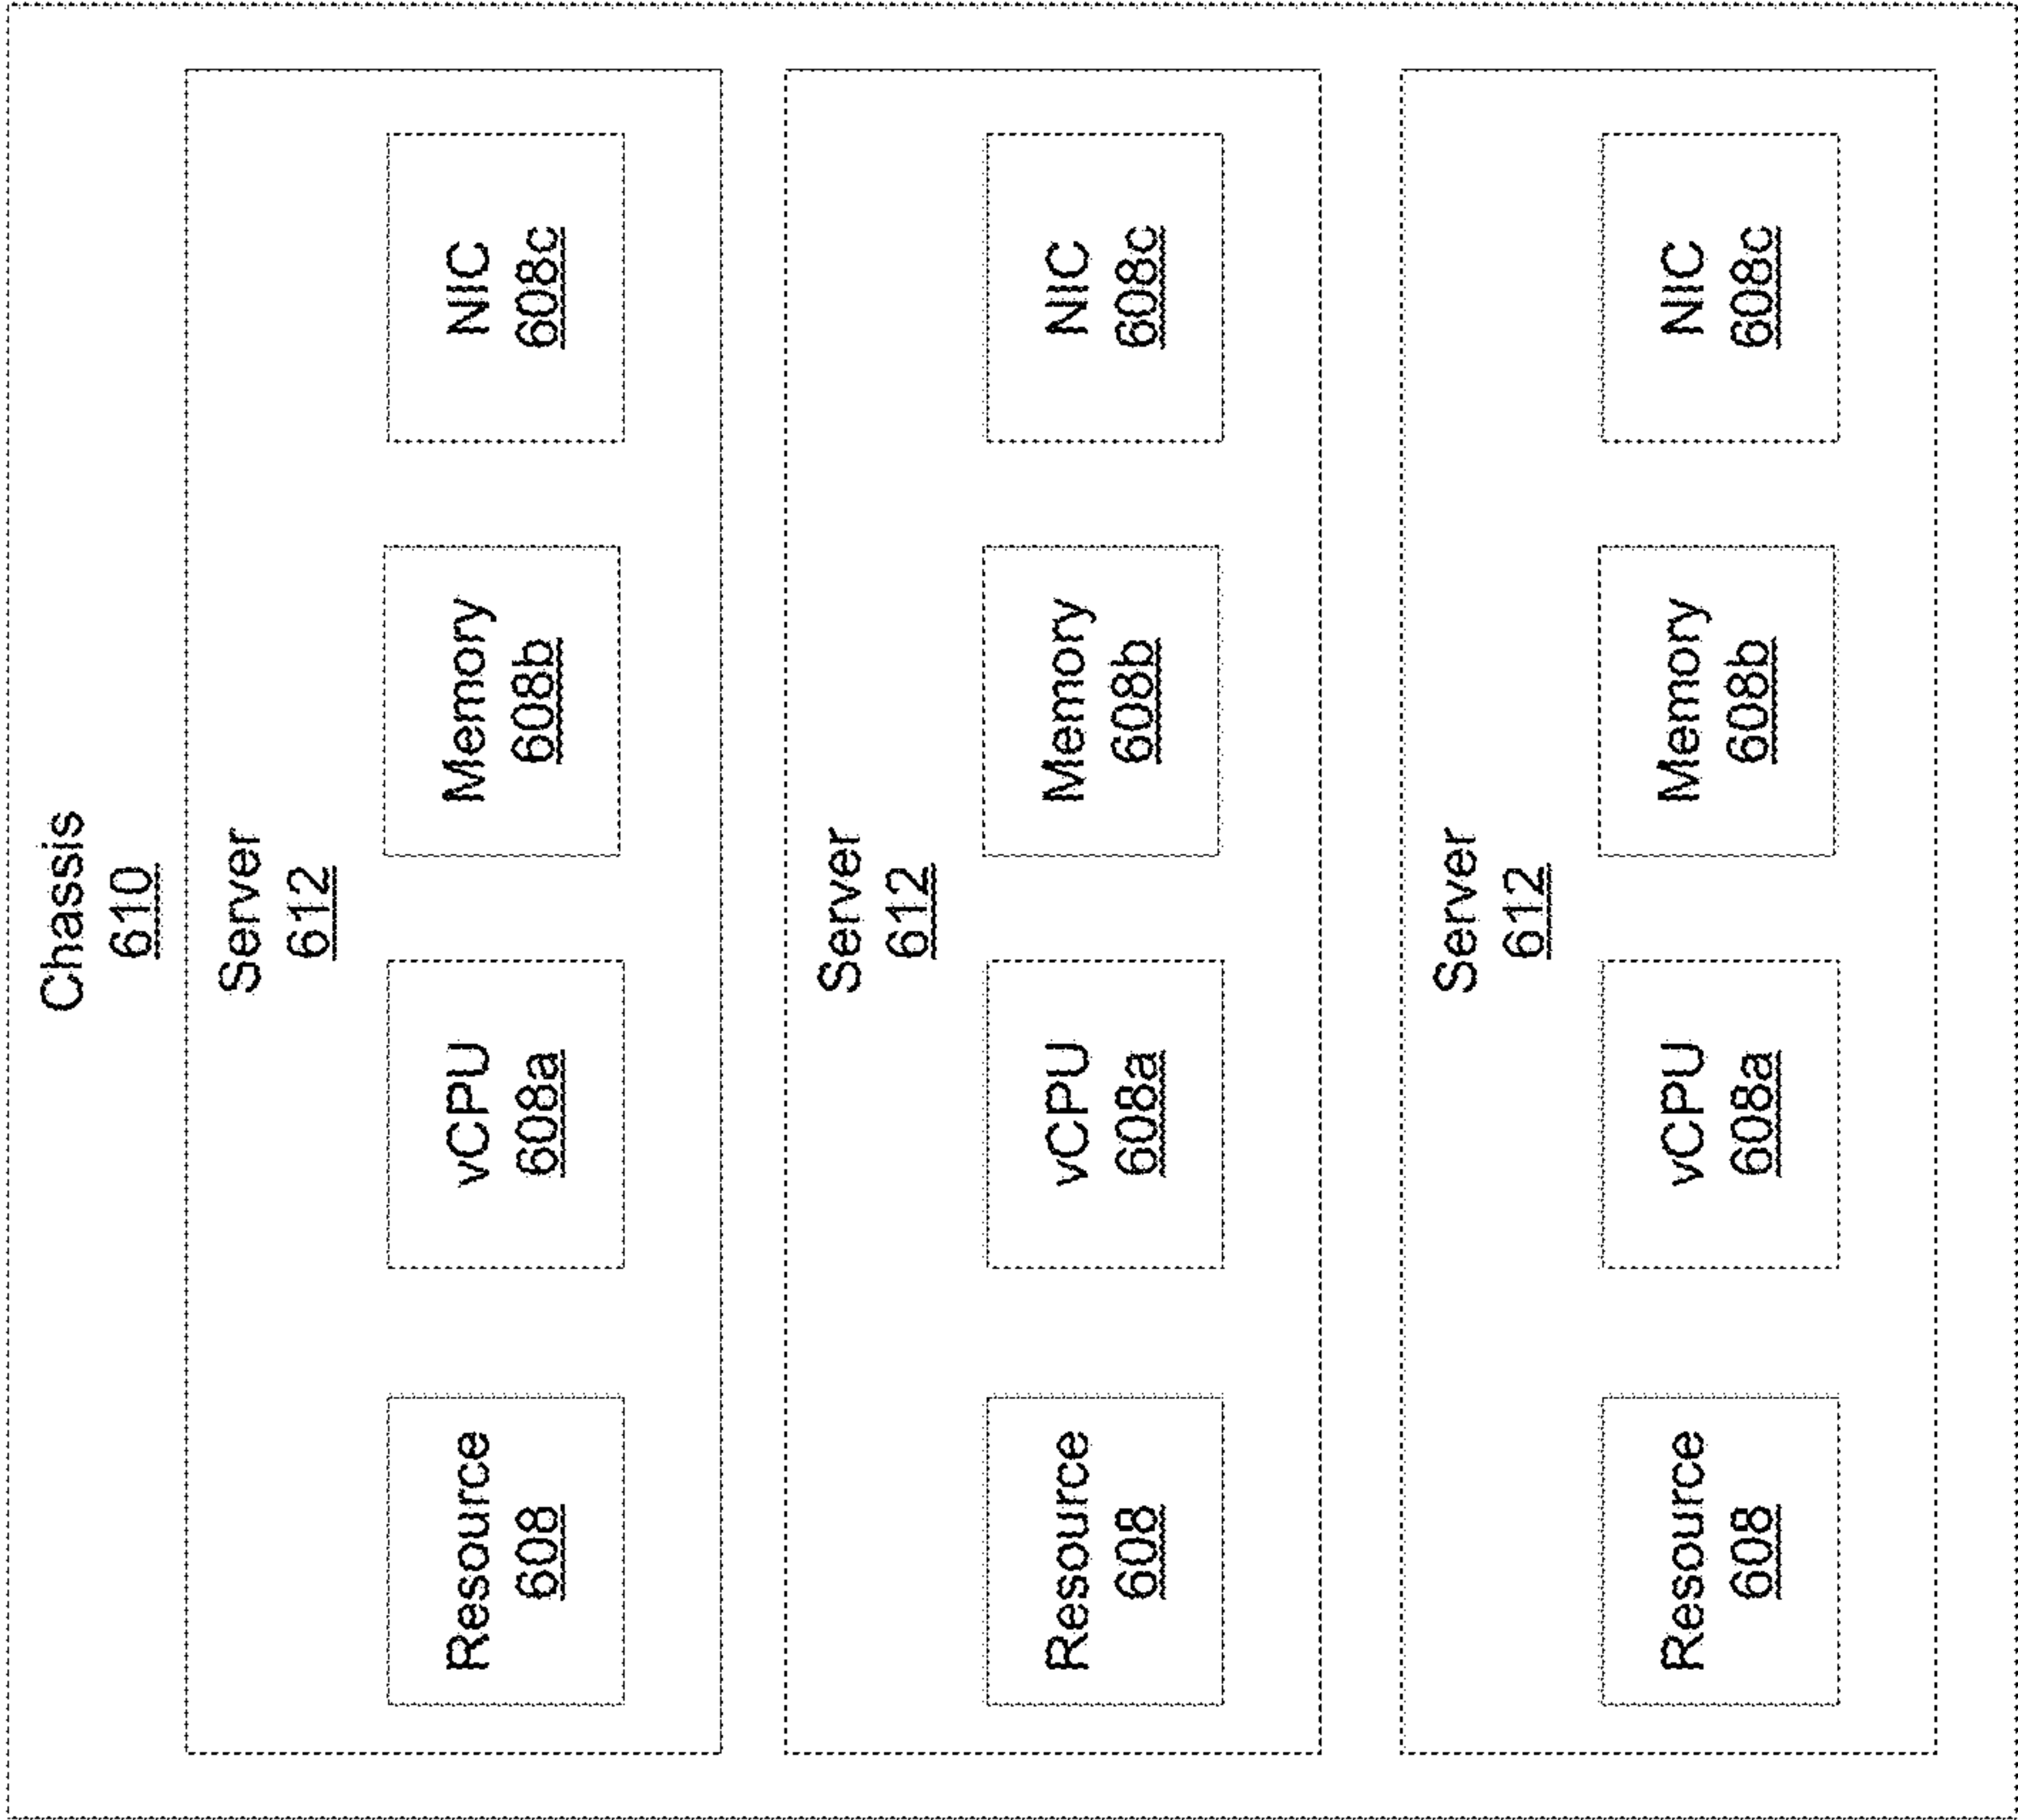 Chassis
610
Server
612
Resource
608
vCPU
608a
Memory
608b
NIC
608c
Server
612
Resource
608
vCPU
608a
Memory
608b
NIC
608c
Server
612
Resource
608
vCPU
608a
Memory
608b
NIC
608c